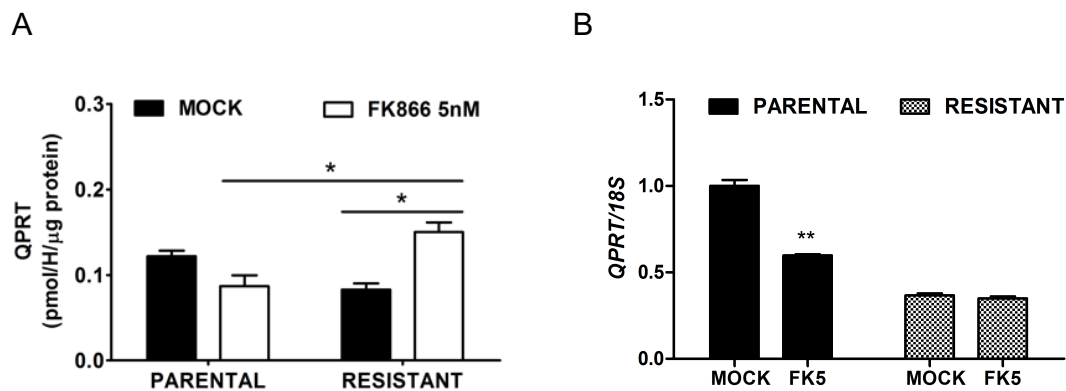 A
MOCK FK866 5nM
0.3
0.2
0.1
0.0
QPRT
(pmol/H/µg protein)
*
*
PARENTAL RESISTANT
B
PARENTAL RESISTANT
1.5
1.0
0.5
0.0
QPRT/18S
**
MOCK FK5 MOCK FK5